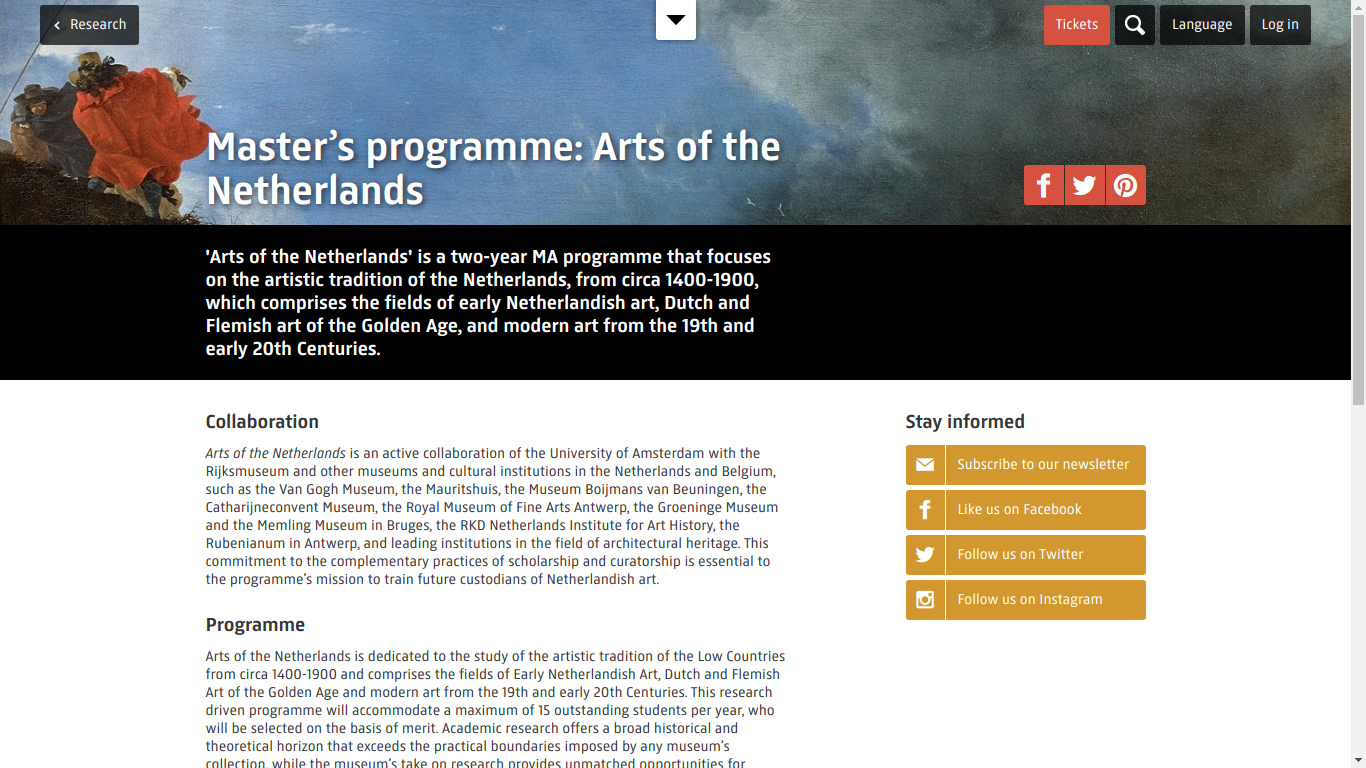 Research
Tickets
Language
Log in
Master’s programme: Arts of the
Netherlands
'Arts of the Netherlands' is a two-year MA programme that focuses
on the artistic tradition of the Netherlands, from circa 1400-1900,
which comprises the fields of early Netherlandish art, Dutch and
Flemish art of the Golden Age, and modern art from the 19th and
early 20th Centuries.
Collaboration
Arts of the Netherlands is an active collaboration of the University of Amsterdam with the
Rijksmuseum and other museums and cultural institutions in the Netherlands and Belgium,
such as the Van Gogh Museum, the Mauritshuis, the Museum Boijmans van Beuningen, the
Catharijneconvent Museum, the Royal Museum of Fine Arts Antwerp, the Groeninge Museum
and the Memling Museum in Bruges, the RKD Netherlands Institute for Art History, the
Rubenianum in Antwerp, and leading institutions in the field of architectural heritage. This
commitment to the complementary practices of scholarship and curatorship is essential to
the programme's mission to train future custodians of Netherlandish art.
Programme
Arts of the Netherlands is dedicated to the study of the artistic tradition of the Low Countries
from circa 1400-1900 and comprises the fields of Early Netherlandish Art, Dutch and Flemish
Art of the Golden Age and modern art from the 19th and early 20th Centuries. This research
driven programme will accommodate a maximum of 15 outstanding students per year, who
will be selected on the basis of merit. Academic research offers a broad historical and
theoretical horizon that exceeds the practical boundaries imposed by any museum's
collection, while the museum's take on research provides unmatched opportunities for
Stay informed
Subscribe to our newsletter
Like us on Facebook
Follow us on Twitter
Follow us on Instagram